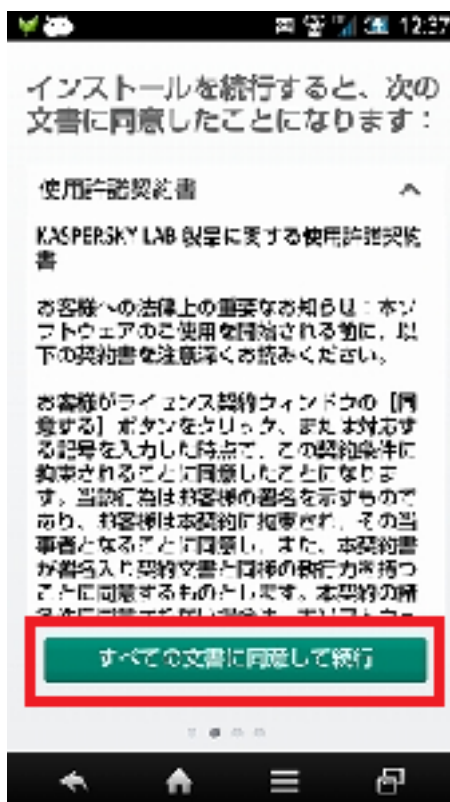 12:37
インストールを続行すると、次の
文書に同意したことになります：
使用許諾契約書
KASPERSKY LAB 製品に関する使用許諾契約
書
お客様への法律上の重要なお知らせ：本ソ
フトウェアのご使用を開始される前に、以
下の契約書を注意深くお読みください。
お客様がライセンス契約ウィンドウの［同
意する］ボタンをクリック、または対応す
る記号を入力した時点で、この契約条件に
拘束されることに同意したことになりま
す。当該行為はお客様の署名を示すもので
あり、お客様は本契約に拘束され、その当
事者となることに同意し、また、本契約書
が署名入り契約文書と同様の執行力を持つ
ことに同意するものとします。本契約の諸
すべての文書に同意して続行